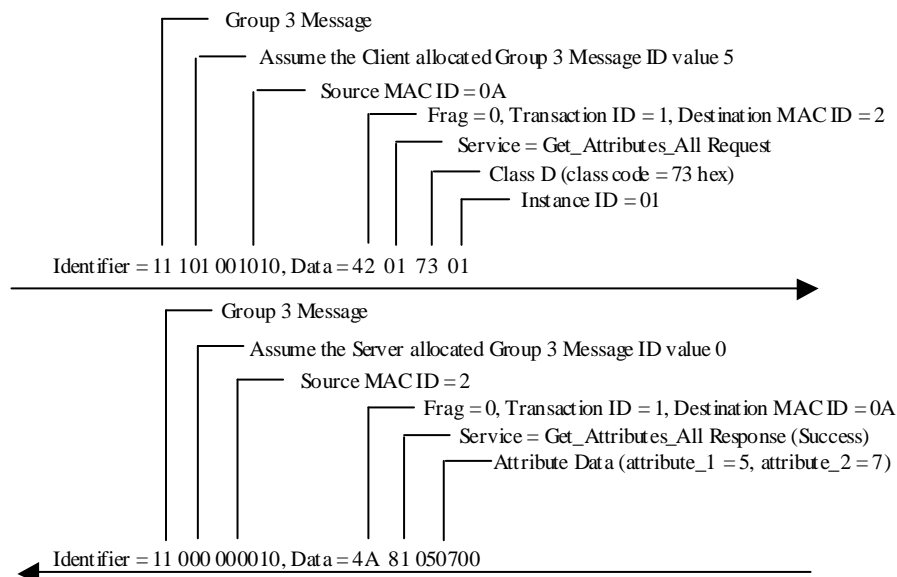 Group 3 Message
Assume the Client allocated Group 3 Message ID value 5
Source MAC ID = 0A
Frag = 0, Transaction ID = 1, Destination MAC ID = 2
Service = Get_Attributes_All Request
Class D (class code = 73 hex)
Instance ID = 01
Identifier = 11 101 001010, Data = 42 01 73 01
Group 3 Message
Assume the Server allocated Group 3 Message ID value 0
Source MAC ID = 2
Frag = 0, Transaction ID = 1, Destination MAC ID = 0A
Service = Get_Attributes_All Response (Success)
Attribute Data (attribute_1 = 5, attribute_2 = 7)
Identifier = 11 000 000010, Data = 4A 81 050700